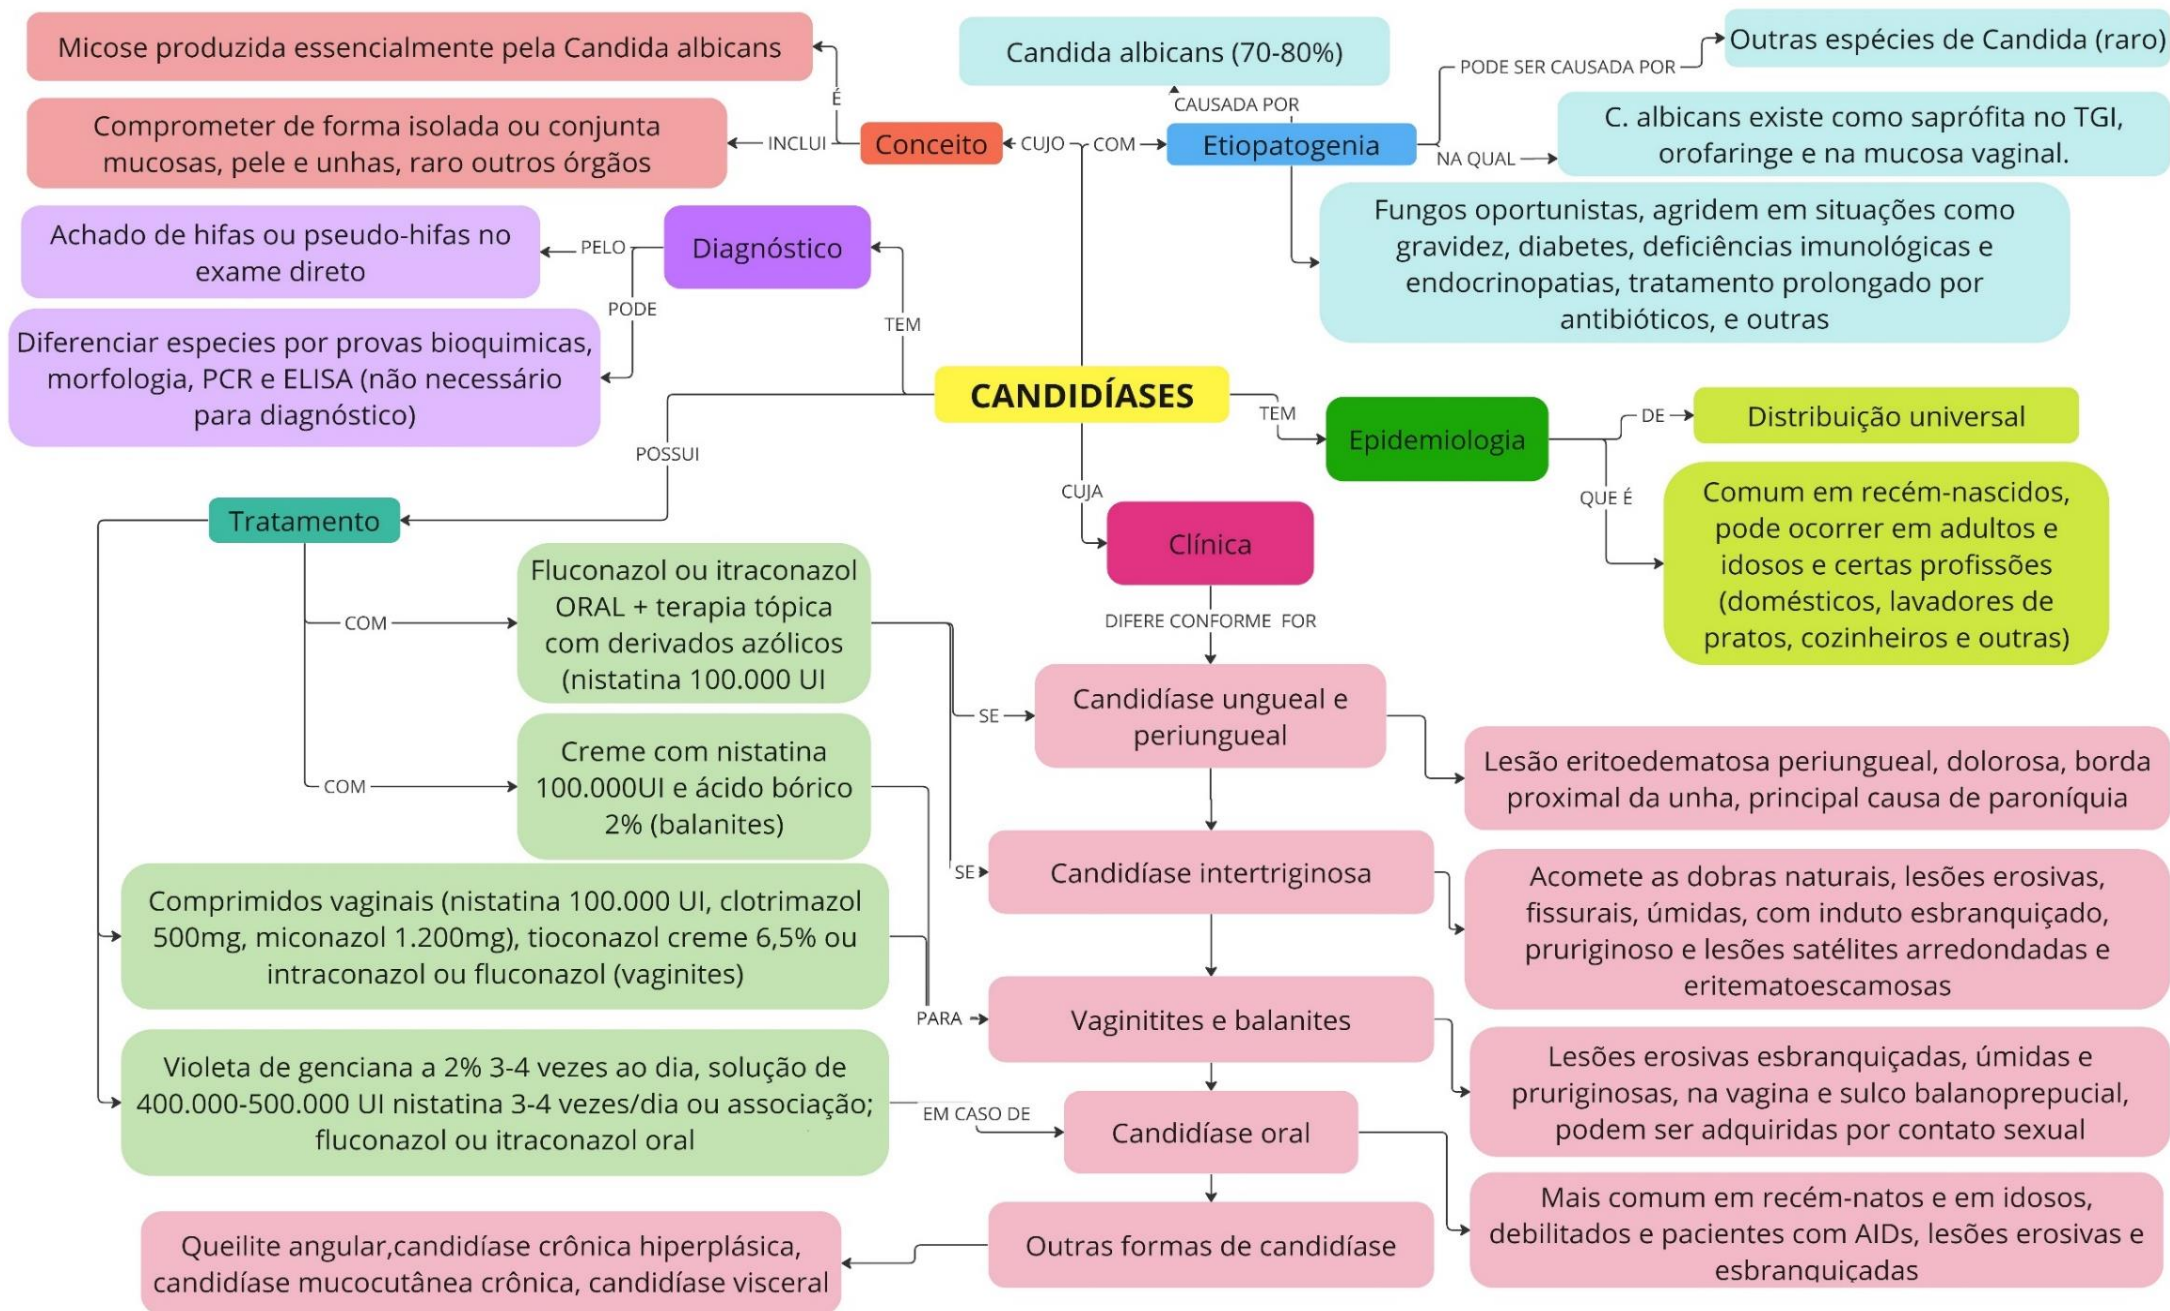 Micose produzida essencialmente pela Candida albicans
É
Comprometer de forma isolada ou conjunta
mucosas, pele e unhas, raro outros órgãos
INCLUI
Conceito
CUJO
COM
Candida albicans (70-80%)
CAUSADA POR
Etiopatogenia
PODE SER CAUSADA POR
Outras espécies de Candida (raro)
NA QUAL
C. albicans existe como saprófita no TGI,
orofaringe e na mucosa vaginal.
Fungos oportunistas, agridem em situações como
gravidez, diabetes, deficiências imunológicas e
endocrinopatias, tratamento prolongado por
antibióticos, e outras
Achado de hifas ou pseudo-hifas no
exame direto
PELO
Diagnóstico
PODE
TEM
Diferenciar especies por provas bioquimicas,
morfologia, PCR e ELISA (não necessário
para diagnóstico)
CANDIDÍASES
TEM
Epidemiologia
DE
Distribuição universal
QUE É
Comum em recém-nascidos,
pode ocorrer em adultos e
idosos e certas profissões
(domésticos, lavadores de
pratos, cozinheiros e outras)
POSSUI
CUJA
Tratamento
Clínica
DIFERE CONFORME FOR
COM
Fluconazol ou itraconazol
ORAL + terapia tópica
com derivados azólicos
(nistatina 100.000 UI
SE
Candidíase ungueal e
periungueal
Lesão eritoedematosa periungueal, dolorosa, borda
proximal da unha, principal causa de paroníquia
COM
Creme com nistatina
100.000UI e ácido bórico
2% (balanites)
SE
Candidíase intertriginosa
Acomete as dobras naturais, lesões erosivas,
fissurais, úmidas, com induto esbranquiçado,
pruriginoso e lesões satélites arredondadas e
eritematoescamosas
Comprimidos vaginais (nistatina 100.000 UI, clotrimazol
500mg, miconazol 1.200mg), tioconazol creme 6,5% ou
intraconazol ou fluconazol (vaginites)
PARA
Vaginitites e balanites
Lesões erosivas esbranquiçadas, úmidas e
pruriginosas, na vagina e sulco balanoprepucial,
podem ser adquiridas por contato sexual
Violeta de genciana a 2% 3-4 vezes ao dia, solução de
400.000-500.000 UI nistatina 3-4 vezes/dia ou associação;
fluconazol ou itraconazol oral
EM CASO DE
Candidíase oral
Mais comum em recém-natos e em idosos,
debilitados e pacientes com AIDs, lesões erosivas e
esbranquiçadas
Outras formas de candidíase
Queilite angular,candidíase crônica hiperplásica,
candidíase mucocutânea crônica, candidíase visceral